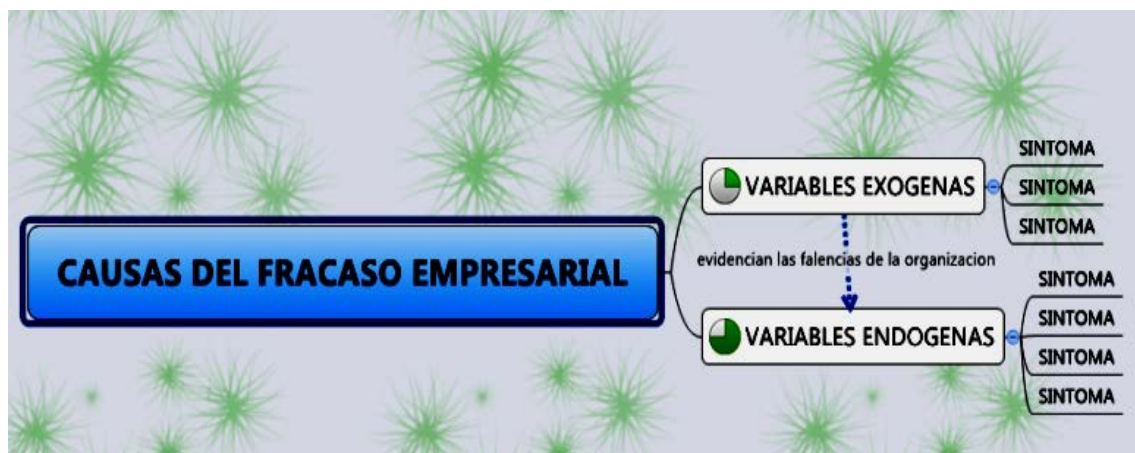 CAUSAS DEL FRACASO EMPRESARIAL
VARIABLES EXOGENAS
SINTOMA
SINTOMA
SINTOMA
evidencian las falencias de la organizacion
VARIABLES ENDOGENAS
SINTOMA
SINTOMA
SINTOMA
SINTOMA